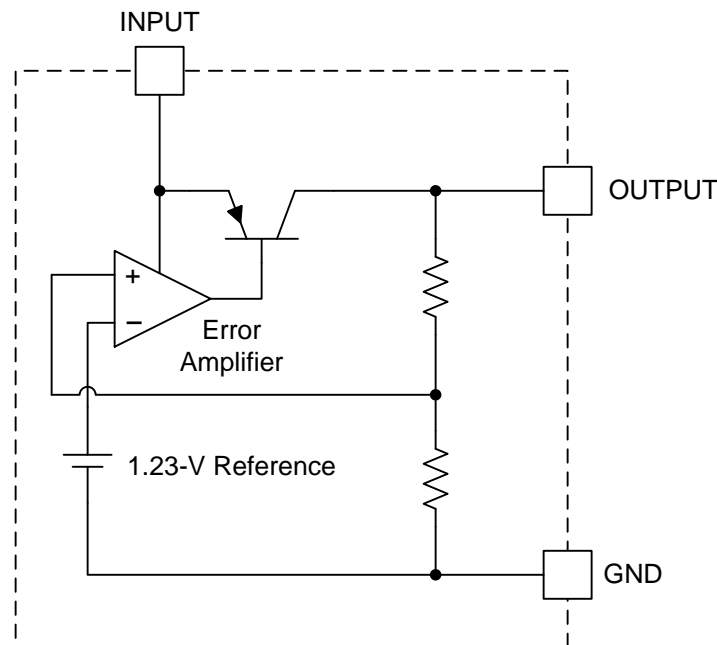 INPUT
OUTPUT
+
−
Error
Amplifier
1.23-V Reference
GND